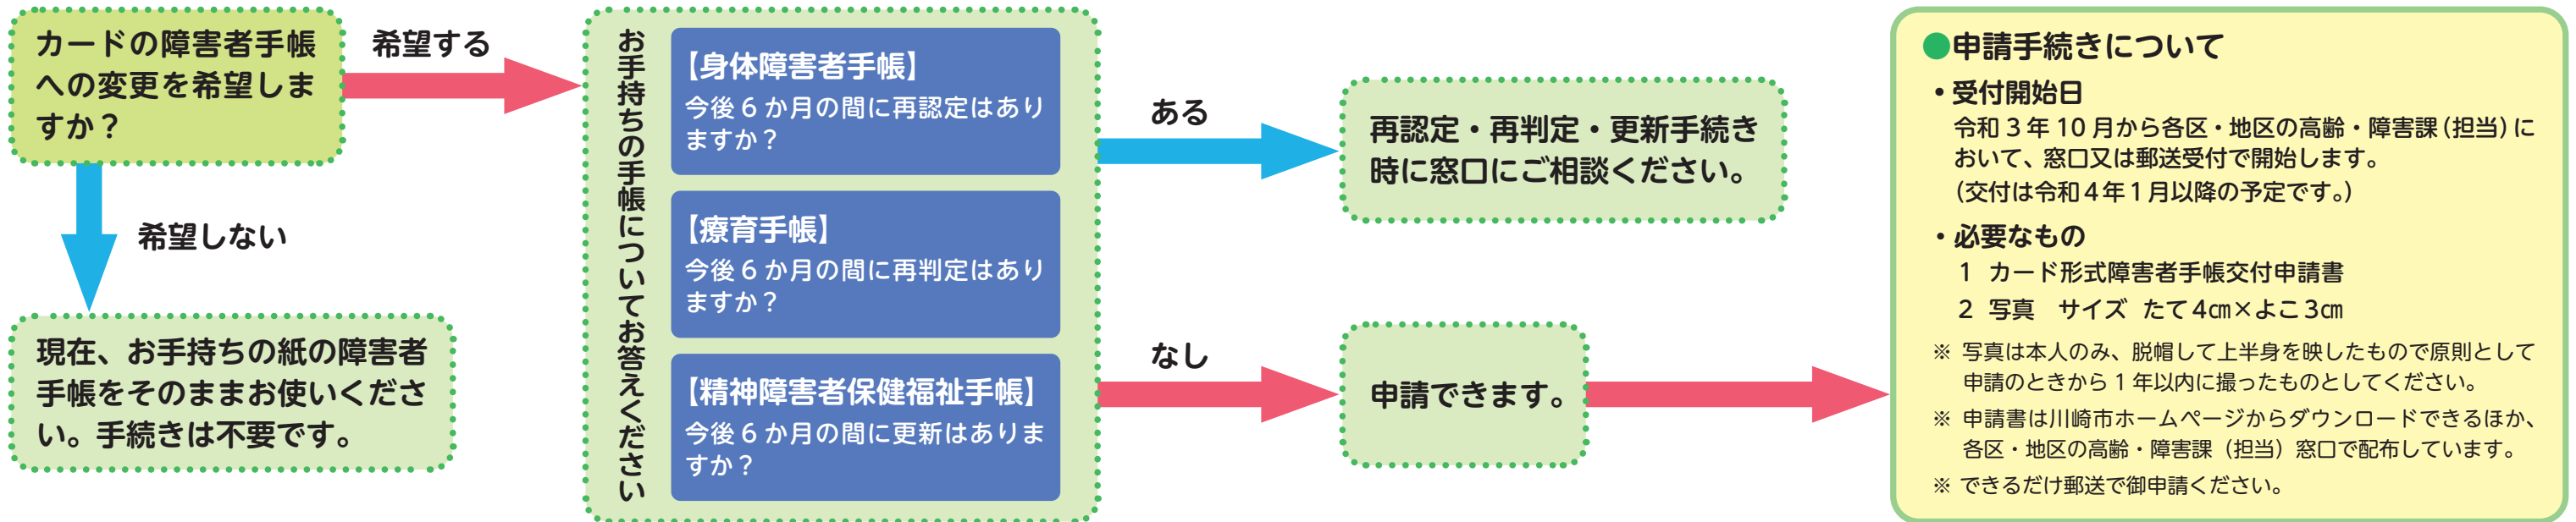 カードの障害者手帳
への変更を希望しま
すか？
希望する
希望しない
現在、お手持ちの紙の障害者
手帳をそのままお使いくださ
い。手続きは不要です。
お手持ちの手帳についてお答えください
【身体障害者手帳】
今後6か月の間に再認定はあり
ますか？
【療育手帳】
今後6か月の間に再判定はあり
ますか？
【精神障害者保健福祉手帳】
今後6か月の間に更新はありま
すか？
ある
再認定・再判定・更新手続き
時に窓口にご相談ください。
なし
申請できます。
●申請手続きについて
・受付開始日
令和3年10月から各区・地区の高齢・障害課（担当）に
おいて、窓口又は郵送受付で開始します。
（交付は令和4年1月以降の予定です。）
・必要なもの
1 カード形式障害者手帳交付申請書
2 写真　サイズ たて4㎝×よこ3㎝
※ 写真は本人のみ、脱帽して上半身を映したもので原則として
申請のときから1年以内に撮ったものとしてください。
※ 申請書は川崎市ホームページからダウンロードできるほか、
各区・地区の高齢・障害課（担当）窓口で配布しています。
※ できるだけ郵送で御申請ください。